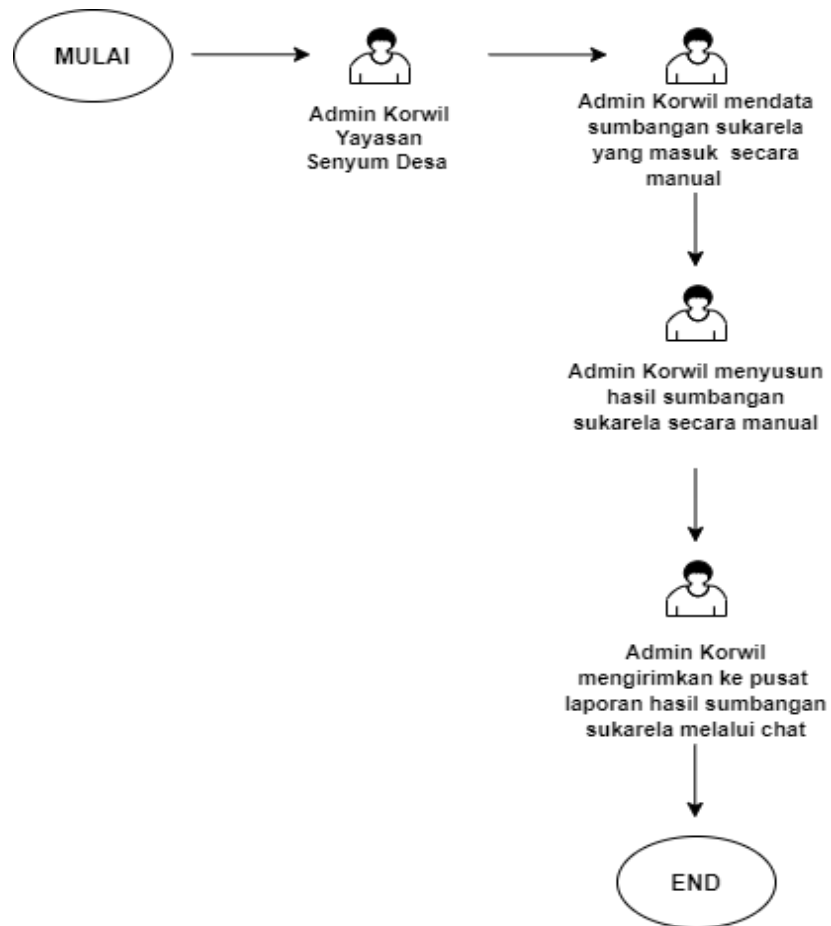 MULAI
Admin Korwil
Yayasan
Senyum Desa
Admin Korwil mendata
sumbangan sukarela
yang masuk secara
manual
Admin Korwil menyusun
hasil sumbangan
sukarela secara manual
Admin Korwil
mengirimkan ke pusat
laporan hasil sumbangan
sukarela melalui chat
END